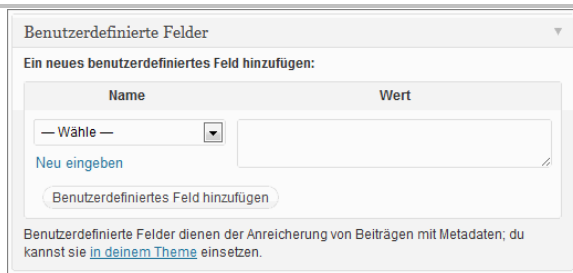 Benutzerdefinierte Felder
Ein neues benutzerdefiniertes Feld hinzufügen:
Name Wert
— Wähle —
Neu eingeben
Benutzerdefiniertes Feld hinzufügen
Benutzerdefinierte Felder dienen der Anreicherung von Beiträgen mit Metadaten; du
kannst sie in deinem Theme einsetzen.